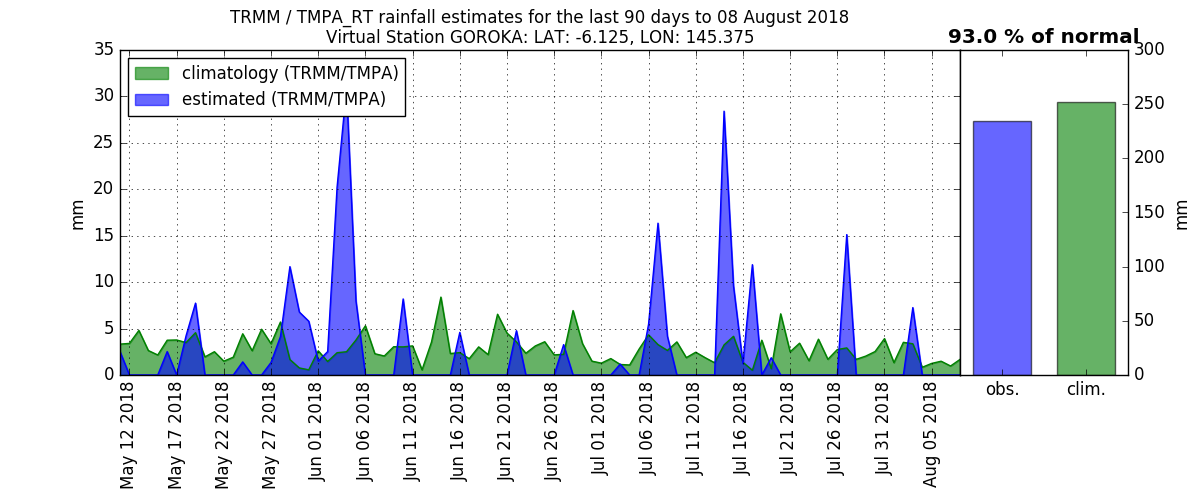 TRMM / TMPA_RT rainfall estimates for the last 90 days to 08 August 2018
Virtual Station GOROKA: LAT: -6.125, LON: 145.375
93.0 % of normal
climatology (TRMM/TMPA)
estimated (TRMM/TMPA)
mm
35
30
25
20
15
10
5
0
May 12 2018
May 17 2018
May 22 2018
May 27 2018
Jun 01 2018
Jun 06 2018
Jun 11 2018
Jun 16 2018
Jun 21 2018
Jun 26 2018
Jul 01 2018
Jul 06 2018
Jul 11 2018
Jul 16 2018
Jul 21 2018
Jul 26 2018
Jul 31 2018
Aug 05 2018
obs.
clim.
300
250
200
150
100
50
0
mm